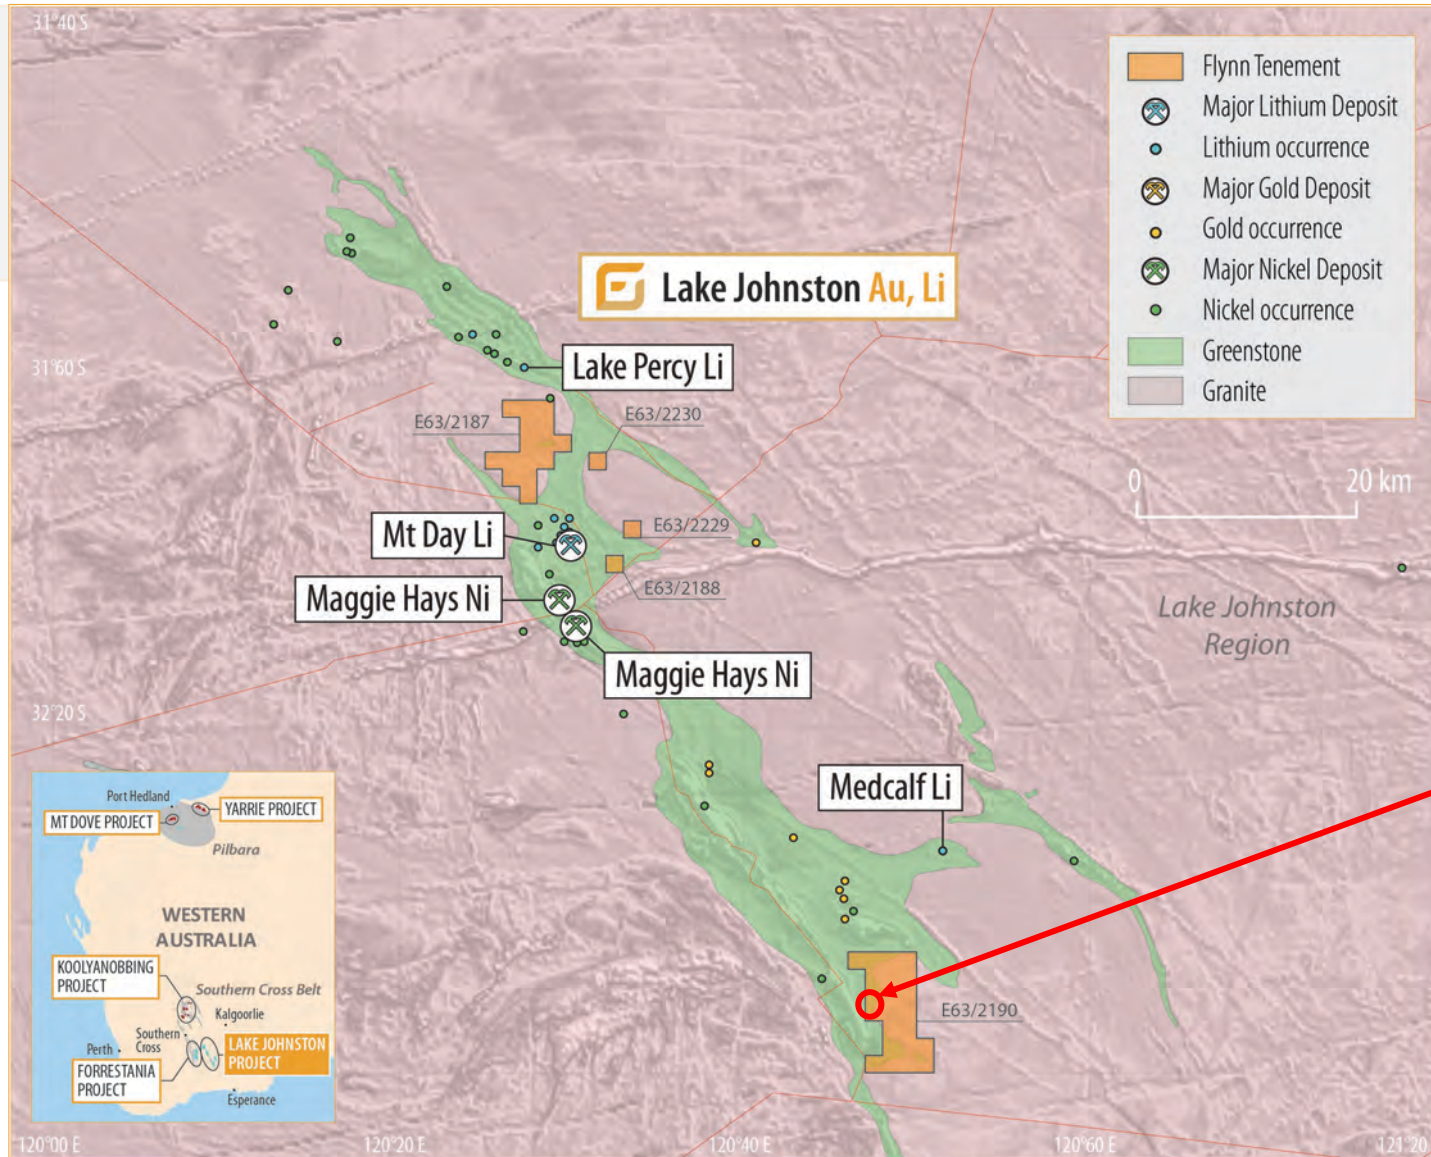 31°40 S
Flynn Tenement
Major Lithium Deposit
Lithium occurrence
Major Gold Deposit
Gold occurrence
Major Nickel Deposit
Nickel occurrence
Greenstone
Granite
Lake Johnston Au, Li
Lake Percy Li
31°60 S
E63/2187
E63/2230
0
20 km
Mt Day Li
E63/2229
Maggie Hays Ni
E63/2188
Lake Johnston
Region
Maggie Hays Ni
32°20 S
Medcalf Li
Port Hedland
YARRIE PROJECT
MT DOVE PROJECT
Pilbara
WESTERN
AUSTRALIA
KOOLYANOBBING
PROJECT
Southern Cross Belt
Kalgoorlie
Southern
Cross
Perth
LAKE JOHNSTON
PROJECT
FORRESTANIA
PROJECT
Esperance
E63/2190
120°00 E
120°20 E
120°40 E
120°60 E
121°20